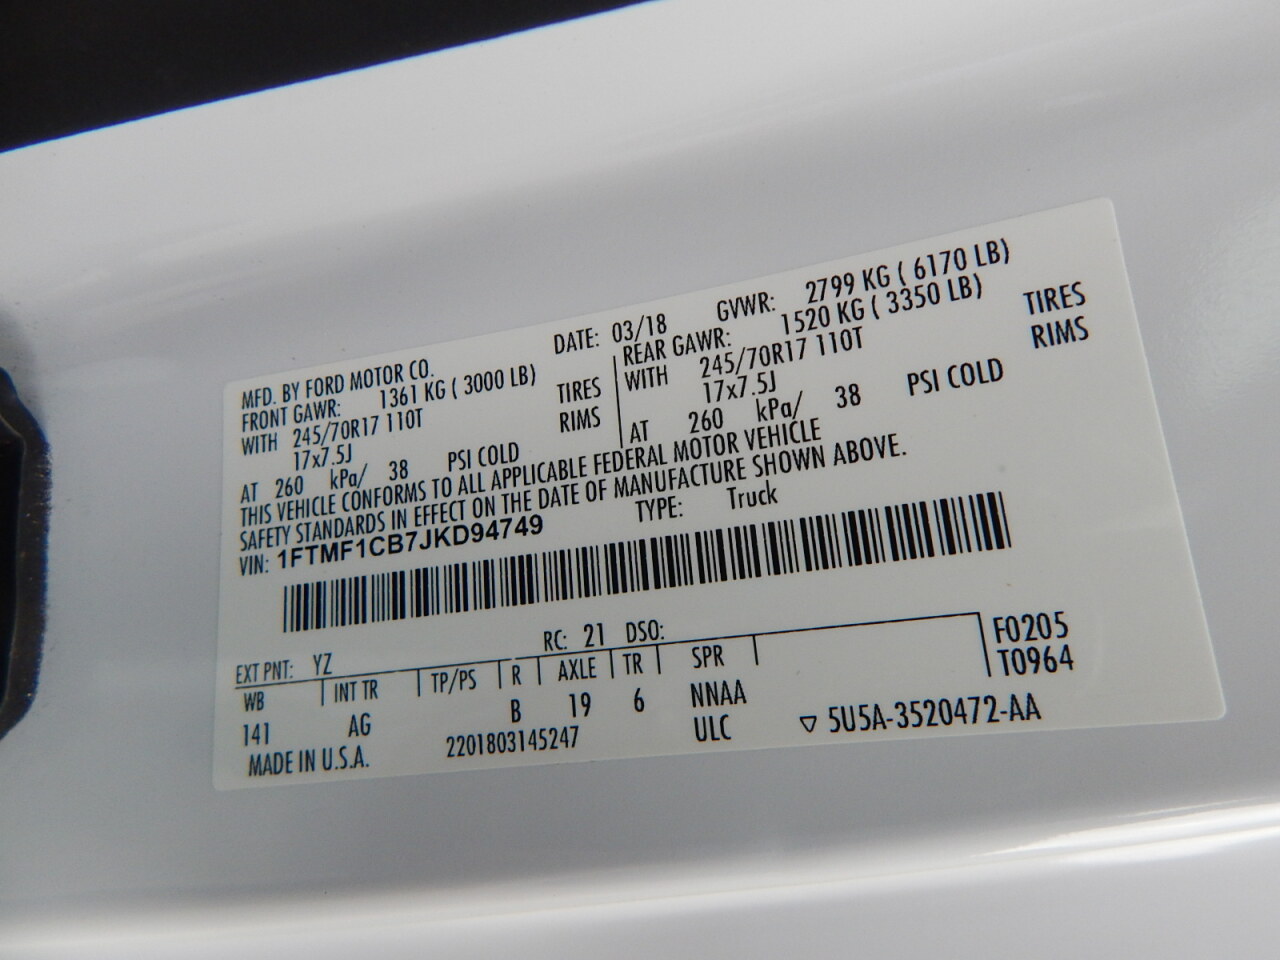 MFD. BY FORD MOTOR CO. DATE: 03/18 GVWR: 2799 KG ( 6170 LB)
FRONT GAWR: 1361 KG ( 3000 LB) REAR GAWR: 1520 KG ( 3350 LB)
WITH 245/70R17 110T TIRES WITH 245/70R17 110T TIRES
17x7.5J RIMS 17x7.5J RIMS
AT 260 kPa/ 38 PSI COLD AT 260 kPa/ 38 PSI COLD
THIS VEHICLE CONFORMS TO ALL APPLICABLE FEDERAL MOTOR VEHICLE
SAFETY STANDARDS IN EFFECT ON THE DATE OF MANUFACTURE SHOWN ABOVE.
VIN: 1FTMF1CB7JKD94749 TYPE: Truck
EXT PNT: YZ RC: 21 DSO: F0205
WB INT TR TP/PS R AXLE TR SPR T0964
141 AG B 19 6 NNAA
MADE IN U.S.A. 2201803145247 ULC ▽ 5U5A-3520472-AA